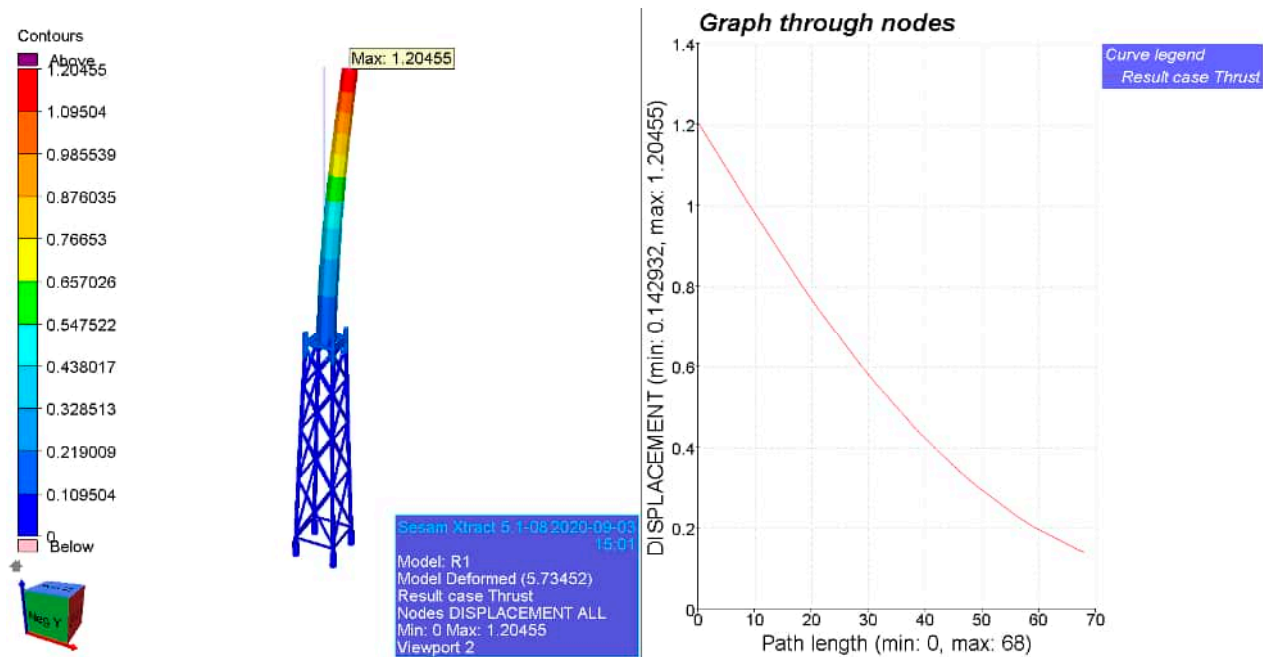 Contours
Above
1.20455
1.09504
0.985539
0.876035
0.76653
0.657026
0.547522
0.438017
0.328513
0.219009
0.109504
0
Below
Neg Y
Max: 1.20455
Sesam Xtract 5.1-08 2020-09-03
15:01
Model: R1
Model Deformed (5.73452)
Result case Thrust
Nodes DISPLACEMENT ALL
Min: 0 Max: 1.20455
Viewport 2
Graph through nodes
Curve legend
Result case Thrust
DISPLACEMENT (min: 0.142932, max: 1.20455)
1.4
1.2
1
0.8
0.6
0.4
0.2
0
0 10 20 30 40 50 60 70
Path length (min: 0, max: 68)